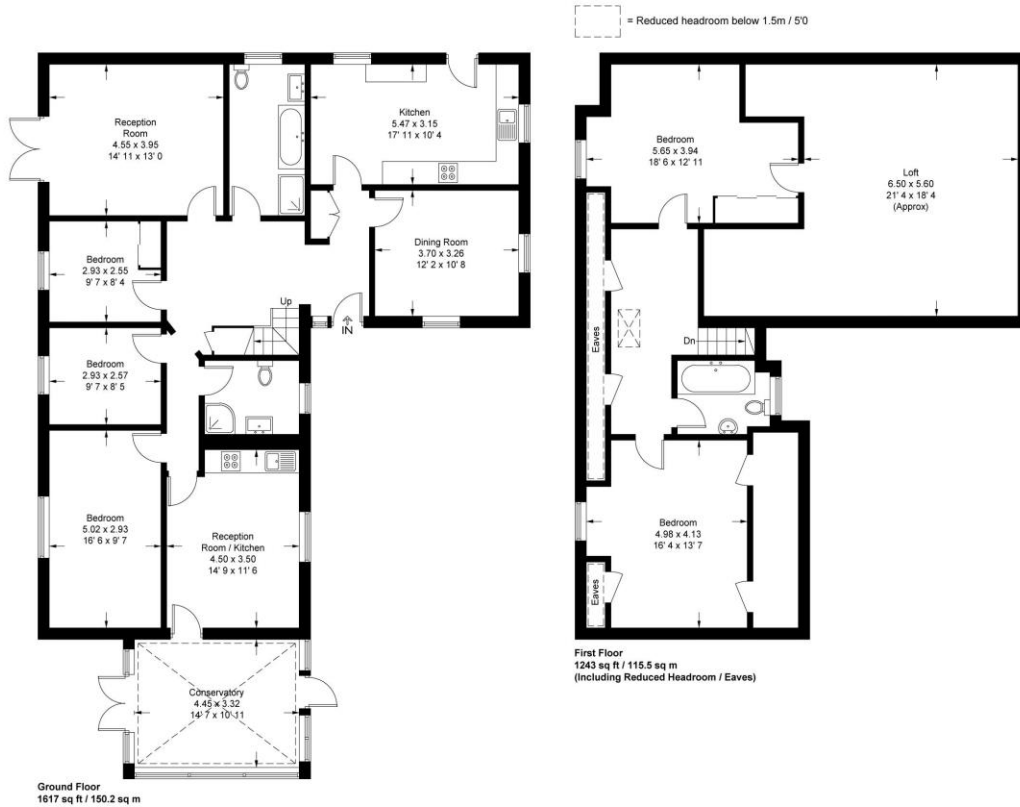 = Reduced headroom below 1.5m / 5'0
Reception
Room
4.55 x 3.95
14' 11 x 13' 0
Kitchen
5.47 x 3.15
17' 11 x 10' 4
Bedroom
2.93 x 2.55
9' 7 x 8' 4
Dining Room
3.70 x 3.26
12' 2 x 10' 8
Up
IN
Bedroom
2.93 x 2.57
9' 7 x 8' 5
Bedroom
5.02 x 2.93
16' 6 x 9' 7
Reception
Room / Kitchen
4.50 x 3.50
14' 9 x 11' 6
Conservatory
4.45 x 3.32
14' 7 x 10' 11
Ground Floor
1617 sq ft / 150.2 sq m
Bedroom
5.65 x 3.94
18' 6 x 12' 11
Loft
6.50 x 5.60
21' 4 x 18' 4
(Approx)
Eaves
Dn
Bedroom
4.98 x 4.13
16' 4 x 13' 7
Eaves
First Floor
1243 sq ft / 115.5 sq m
(Including Reduced Headroom / Eaves)